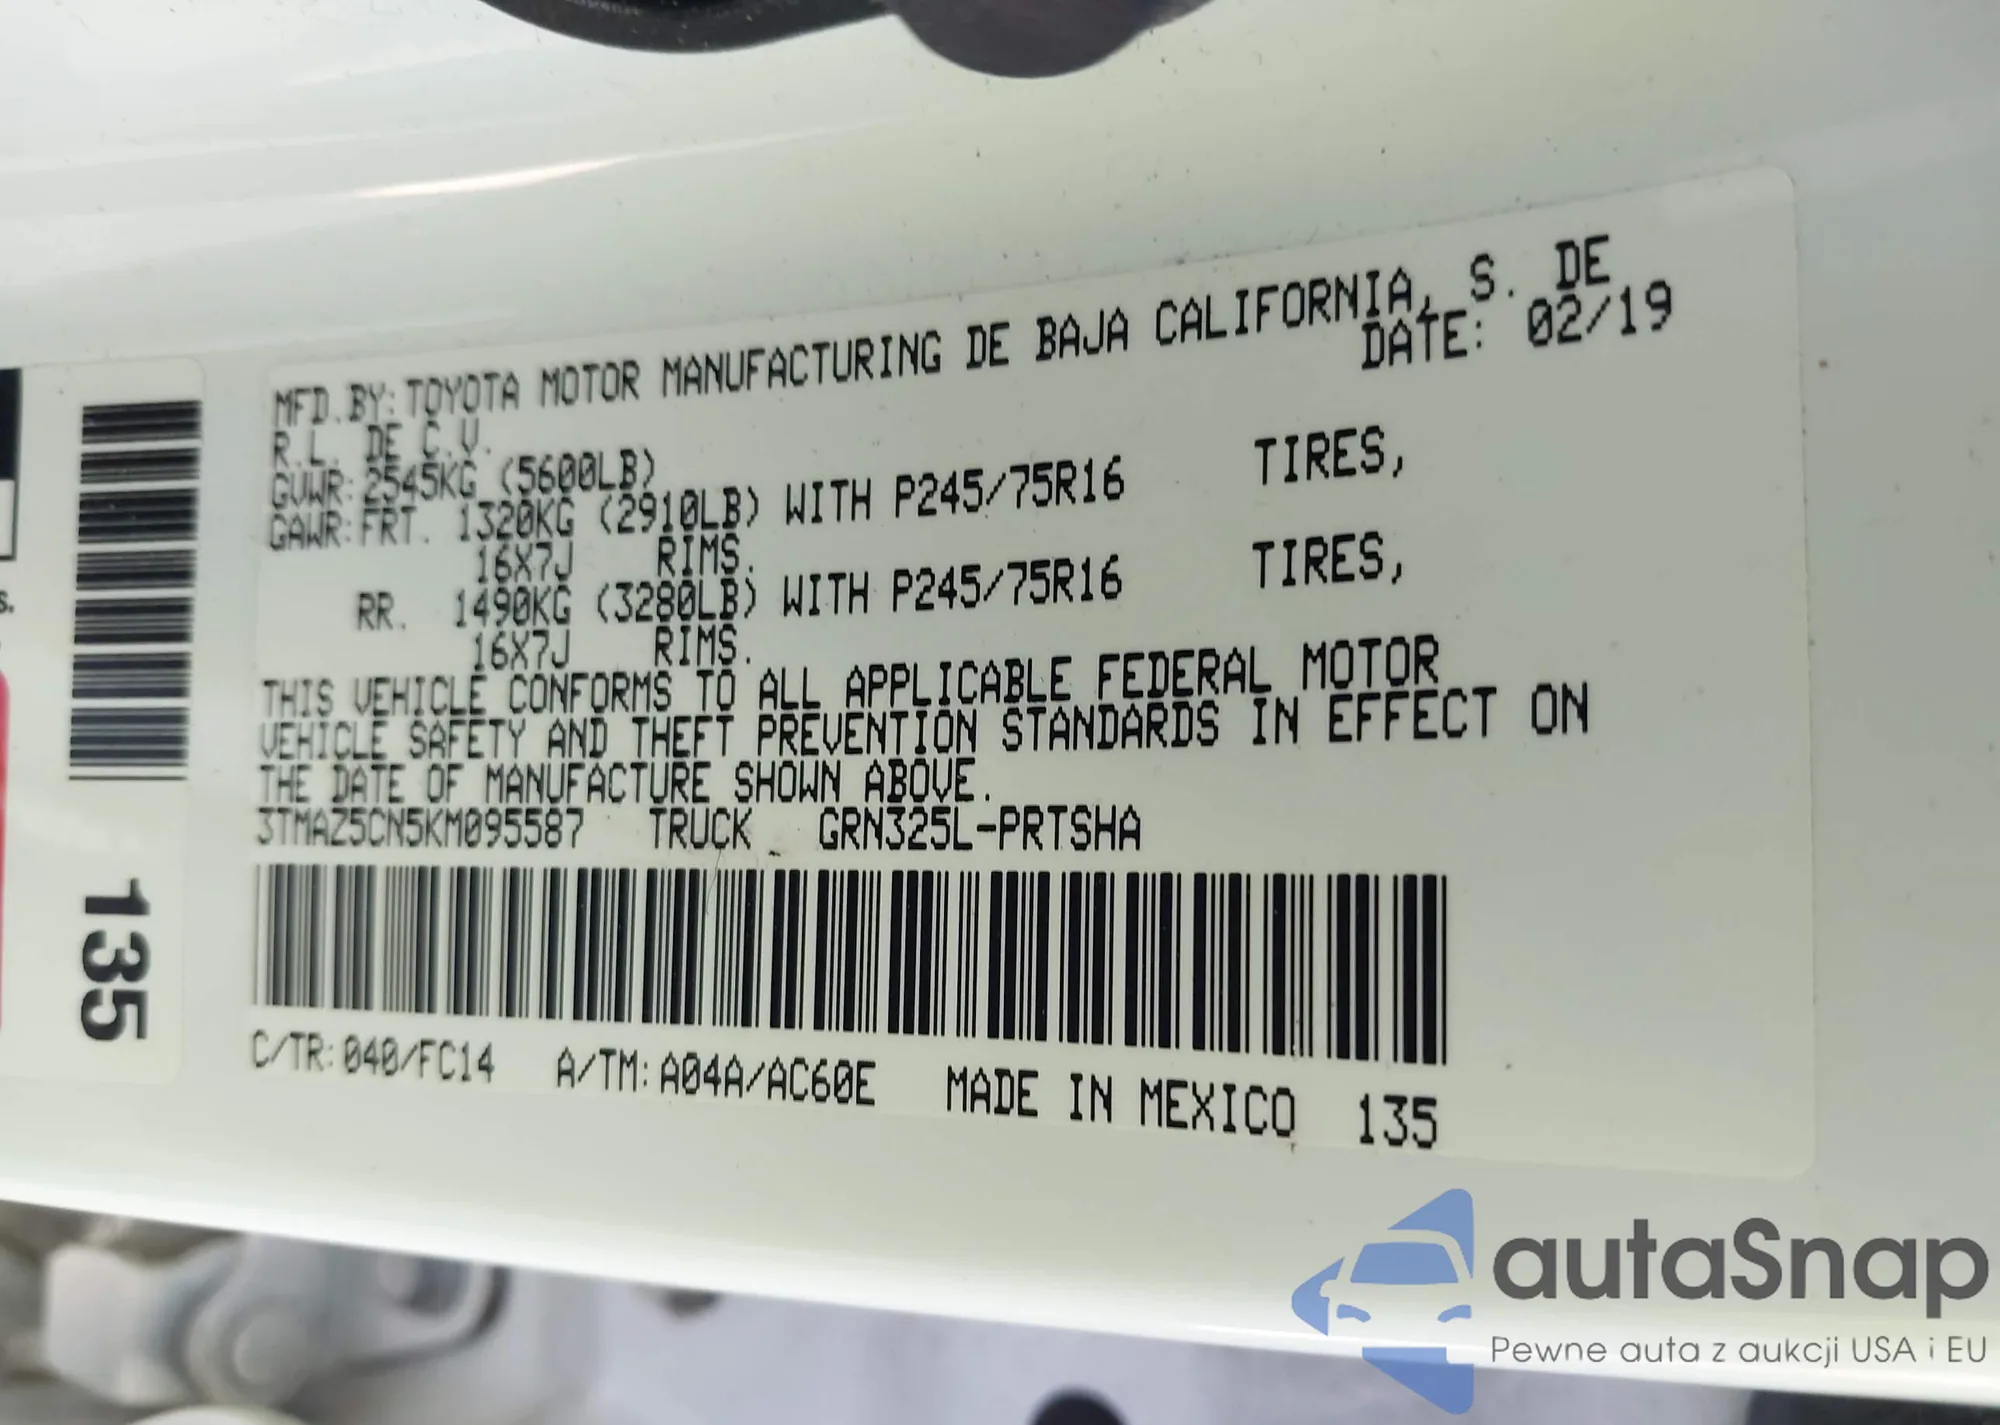 MFD.BY:TOYOTA MOTOR MANUFACTURING DE BAJA CALIFORNIA, S. DE
R.L. DE C.V. DATE: 02/19
GVWR:2545KG (5600LB)
GAWR:FRT. 1320KG (2910LB) WITH P245/75R16 TIRES,
16X7J RIMS.
RR. 1490KG (3280LB) WITH P245/75R16 TIRES,
16X7J RIMS.
THIS VEHICLE CONFORMS TO ALL APPLICABLE FEDERAL MOTOR
VEHICLE SAFETY AND THEFT PREVENTION STANDARDS IN EFFECT ON
THE DATE OF MANUFACTURE SHOWN ABOVE.
3TMAZ5CN5KM095587 TRUCK GRN325L-PRTSHA
C/TR:040/FC14 A/TM:A04A/AC60E MADE IN MEXICO 135
135
s.
autaSnap
Pewne auta z aukcji USA i EU